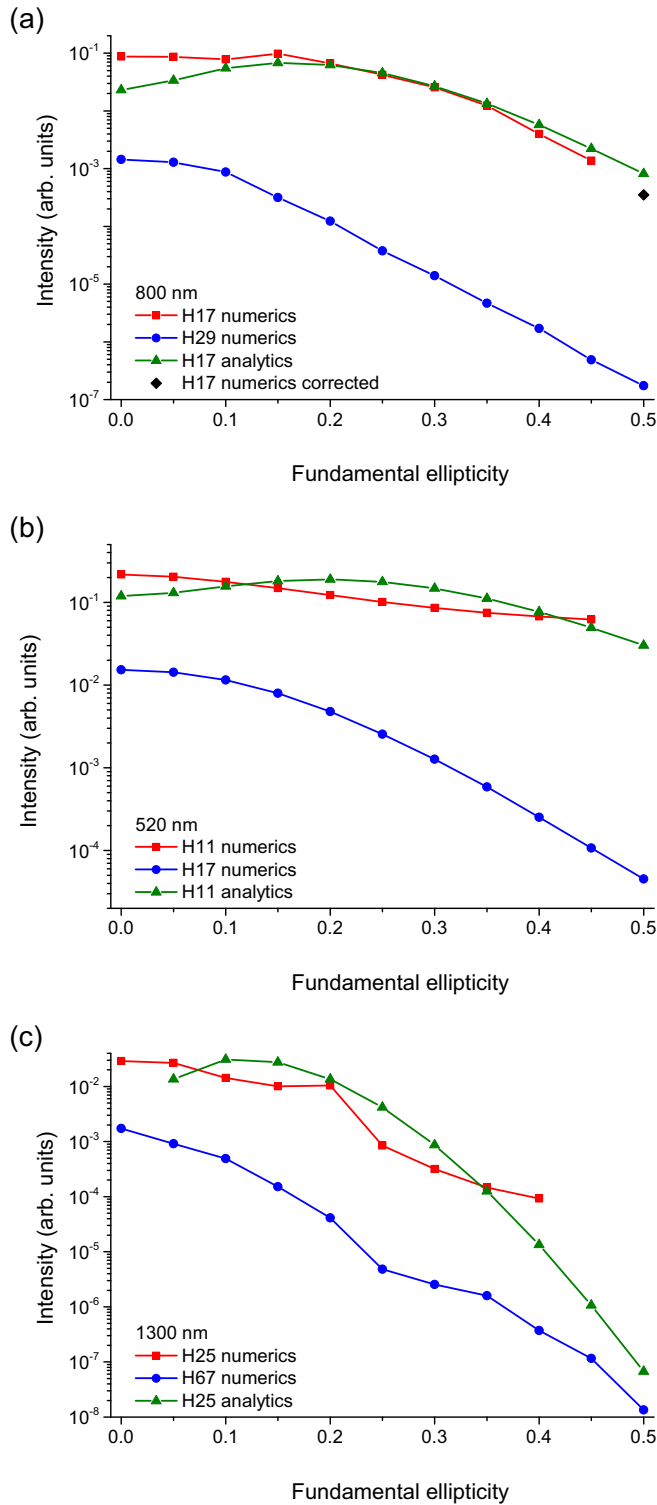 (a)
Intensity (arb. units)
10⁻¹
10⁻³
10⁻⁵
10⁻⁷
800 nm
H17 numerics
H29 numerics
H17 analytics
H17 numerics corrected
0.0 0.1 0.2 0.3 0.4 0.5
Fundamental ellipticity
(b)
Intensity (arb. units)
10⁻¹
10⁻²
10⁻³
10⁻⁴
520 nm
H11 numerics
H17 numerics
H11 analytics
0.0 0.1 0.2 0.3 0.4 0.5
Fundamental ellipticity
(c)
Intensity (arb. units)
10⁻²
10⁻³
10⁻⁴
10⁻⁵
10⁻⁶
10⁻⁷
10⁻⁸
1300 nm
H25 numerics
H67 numerics
H25 analytics
0.0 0.1 0.2 0.3 0.4 0.5
Fundamental ellipticity